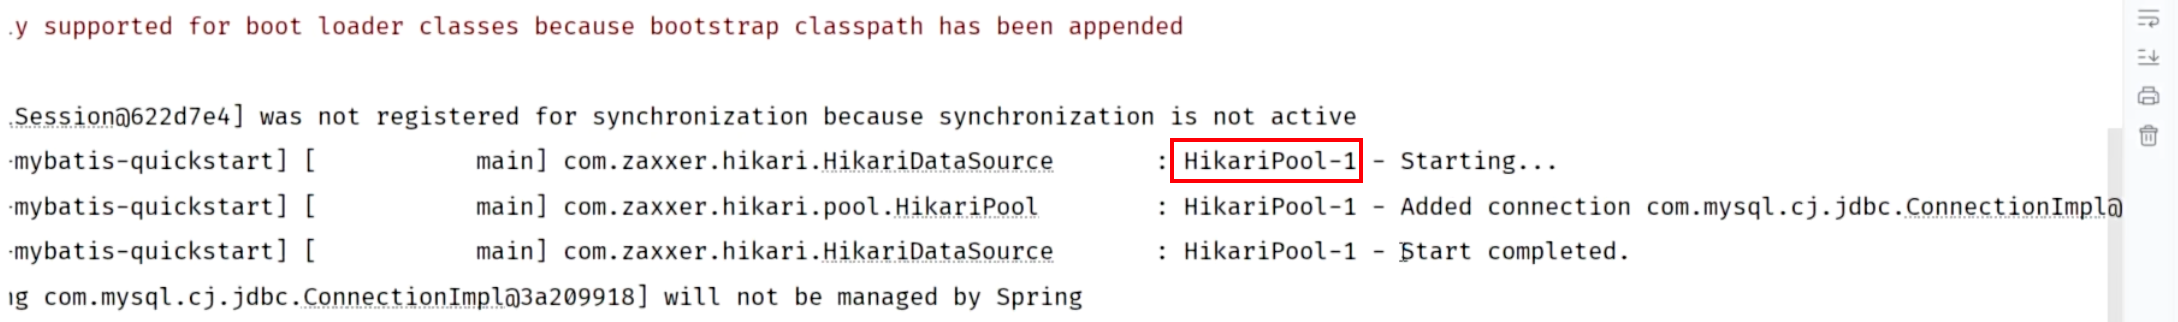 .y supported for boot loader classes because bootstrap classpath has been appended
.Session@622d7e4] was not registered for synchronization because synchronization is not active
-mybatis-quickstart] [           main] com.zaxxer.hikari.HikariDataSource       : HikariPool-1 - Starting...
-mybatis-quickstart] [           main] com.zaxxer.hikari.pool.HikariPool        : HikariPool-1 - Added connection com.mysql.cj.jdbc.ConnectionImpl@
-mybatis-quickstart] [           main] com.zaxxer.hikari.HikariDataSource       : HikariPool-1 - Start completed.
ng com.mysql.cj.jdbc.ConnectionImpl@3a209918] will not be managed by Spring